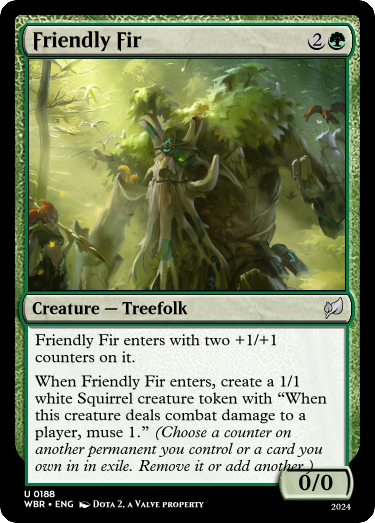 Friendly Fir 2
Creature — Treefolk
Friendly Fir enters with two +1/+1
counters on it.
When Friendly Fir enters, create a 1/1
white Squirrel creature token with “When
this creature deals combat damage to a
player, muse 1.” (Choose a counter on
another permanent you control or a card you
own in in exile. Remove it or add another.)
0/0
U 0188
WBR • ENG Dota 2, a Valve property
2024